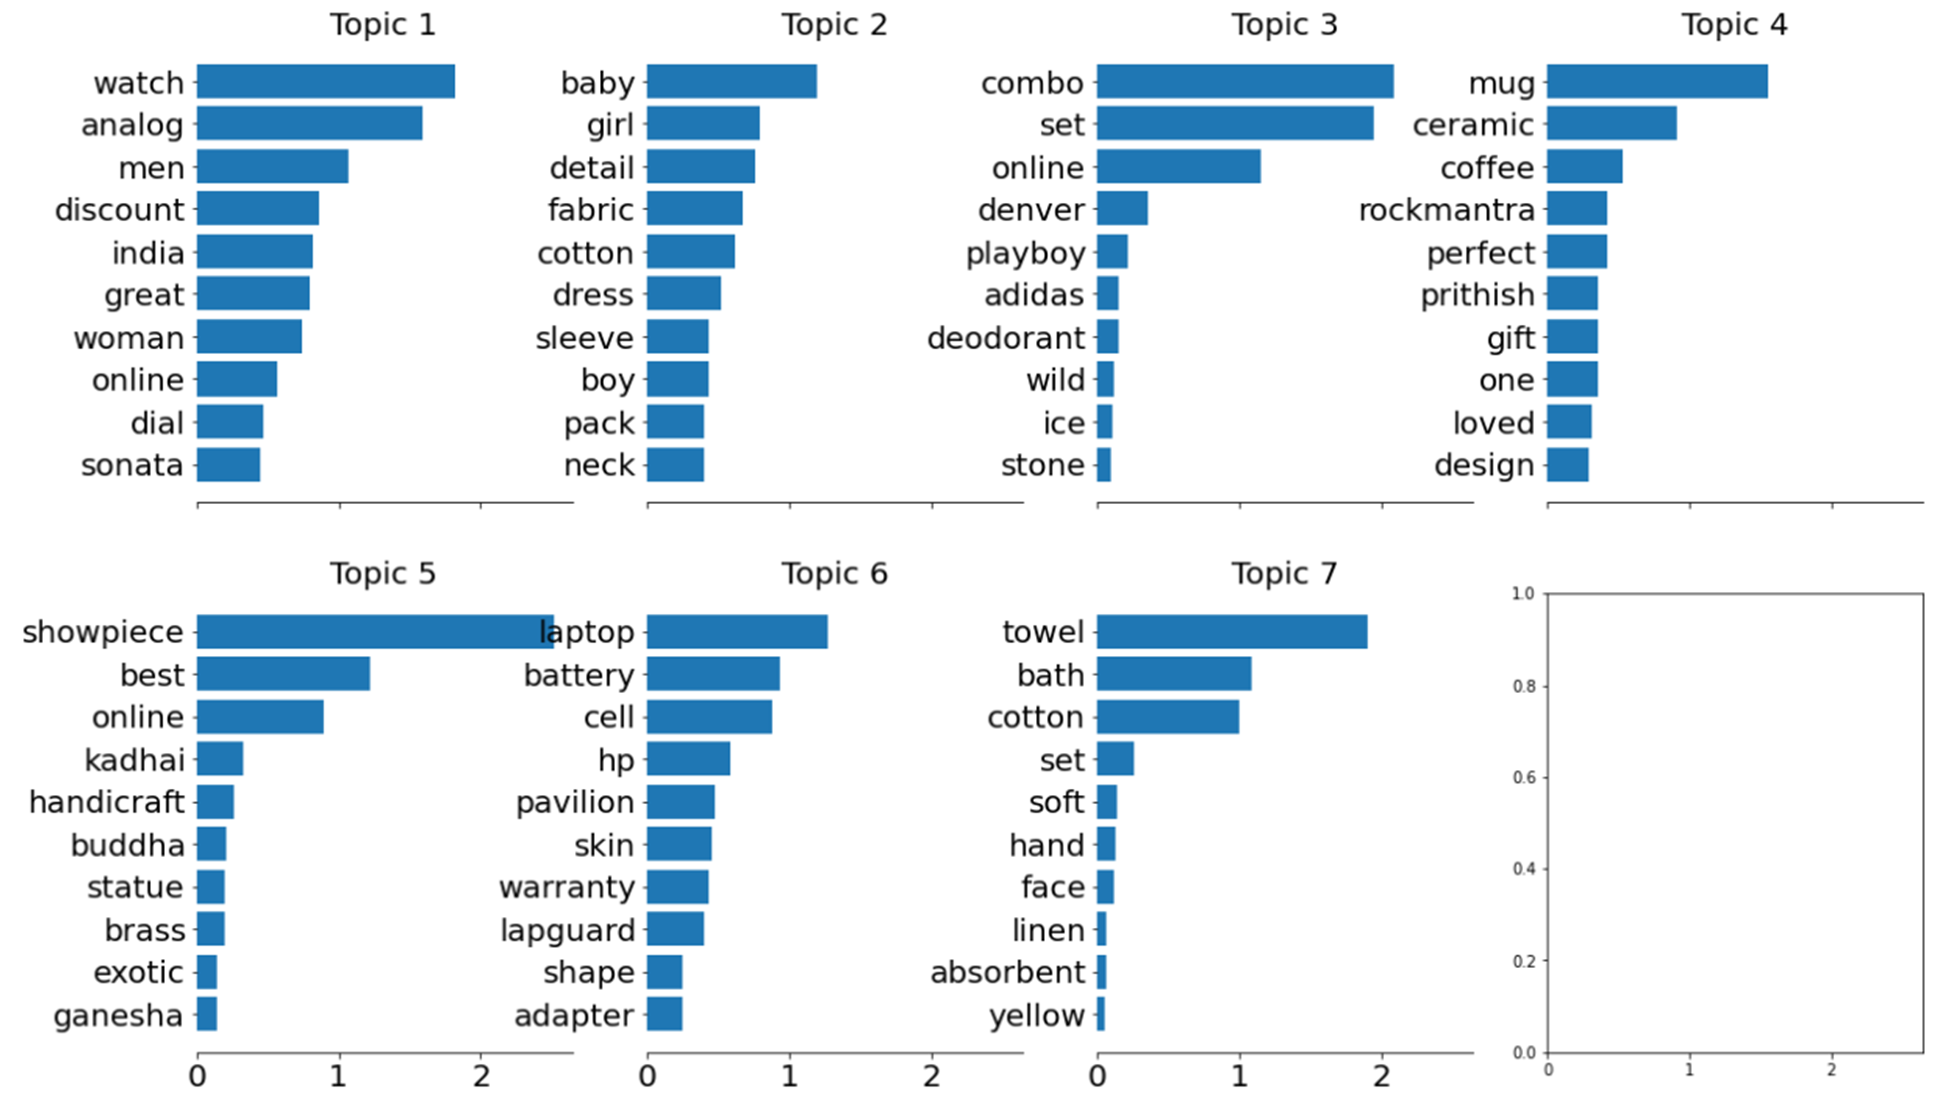 Topic 1
watch
analog
men
discount
india
great
woman
online
dial
sonata
Topic 2
baby
girl
detail
fabric
cotton
dress
sleeve
boy
pack
neck
Topic 3
combo
set
online
denver
playboy
adidas
deodorant
wild
ice
stone
Topic 4
mug
ceramic
coffee
rockmantra
perfect
prithish
gift
one
loved
design
Topic 5
showpiece
best
online
kadhai
handicraft
buddha
statue
brass
exotic
ganesha
0 1 2
Topic 6
laptop
battery
cell
hp
pavilion
skin
warranty
lapguard
shape
adapter
0 1 2
Topic 7
towel
bath
cotton
set
soft
hand
face
linen
absorbent
yellow
0 1 2
1.0
0.8
0.6
0.4
0.2
0.0
0 1 2